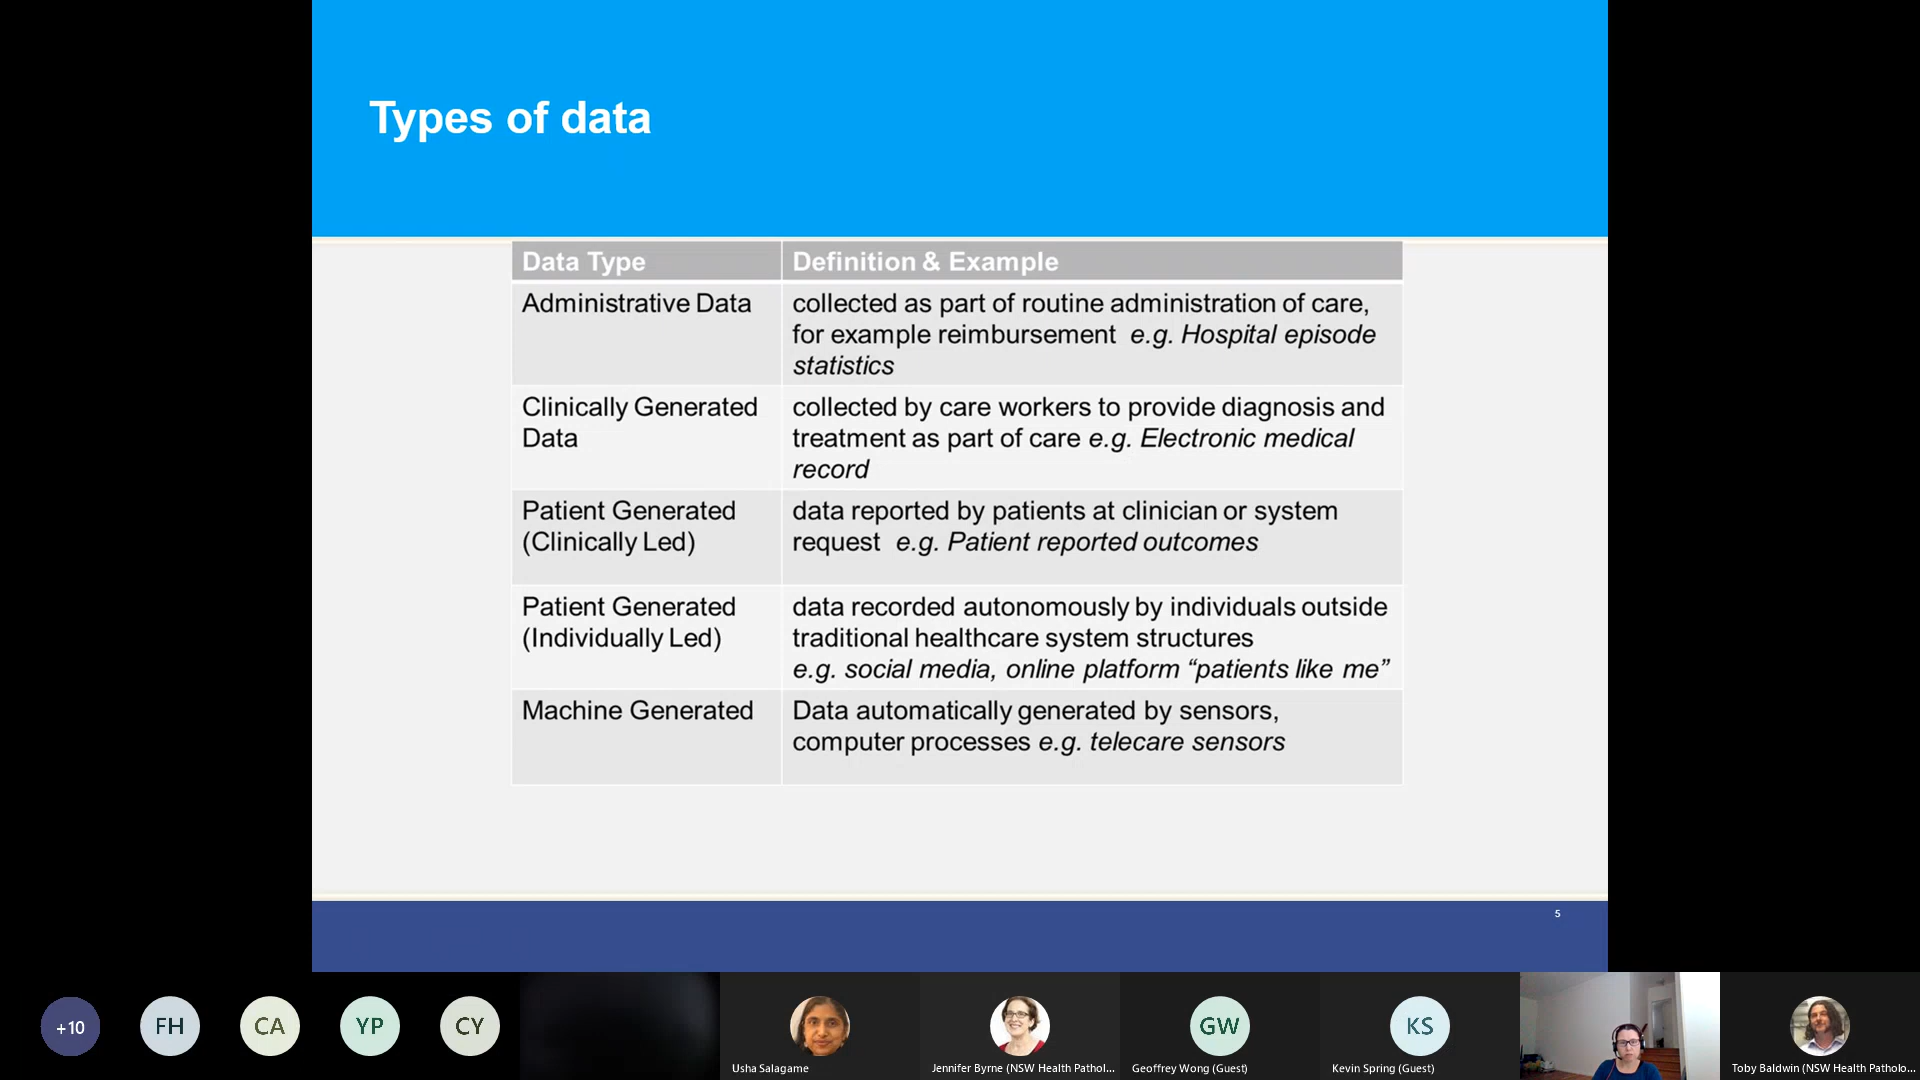 Types of data
Data Type
Definition & Example
Administrative Data
collected as part of routine administration of care,
for example reimbursement e.g. Hospital episode
statistics
Clinically Generated
Data
collected by care workers to provide diagnosis and
treatment as part of care e.g. Electronic medical
record
Patient Generated
(Clinically Led)
data reported by patients at clinician or system
request e.g. Patient reported outcomes
Patient Generated
(Individually Led)
data recorded autonomously by individuals outside
traditional healthcare system structures
e.g. social media, online platform “patients like me”
Machine Generated
Data automatically generated by sensors,
computer processes e.g. telecare sensors
5
+10
FH
CA
YP
CY
GW
KS
Usha Salagame
Jennifer Byrne (NSW Health Pathol...
Geoffrey Wong (Guest)
Kevin Spring (Guest)
Toby Baldwin (NSW Health Patholo...